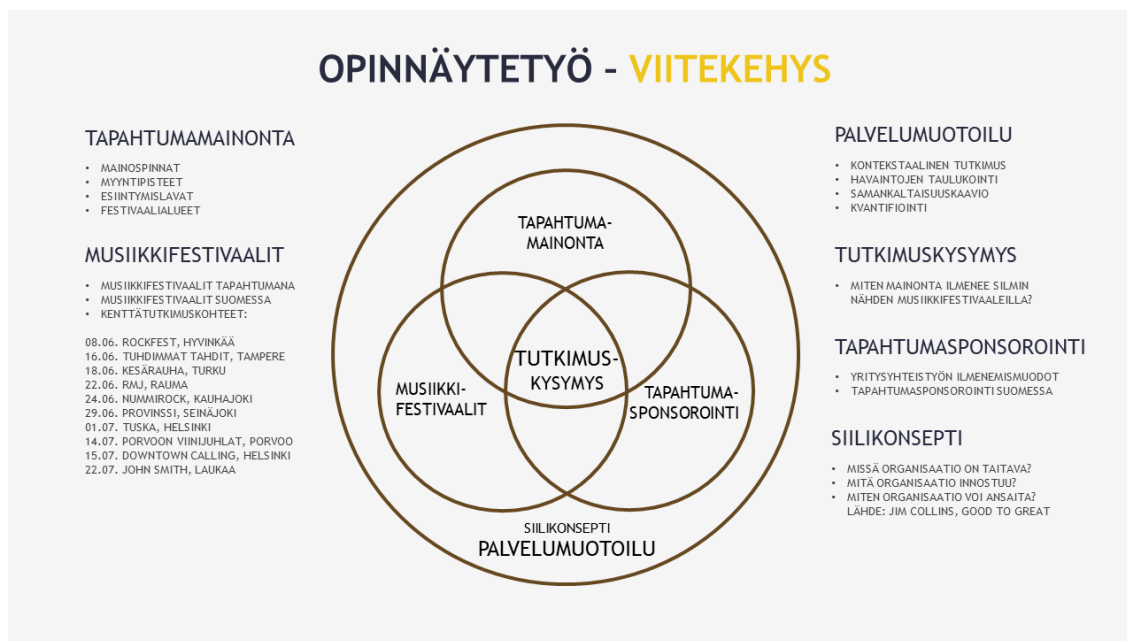 OPINNÄYTETYÖ - VIITEKEHYS
TAPAHTUMAMAINONTA
• MAINOSPINNAT
• MYYNTIPISTEET
• ESIINTYMISLAVAT
• FESTIVAALIALUEET
MUSIIKKIFESTIVAALIT
• MUSIIKKIFESTIVAALIT TAPAHTUMANA
• MUSIIKKIFESTIVAALIT SUOMESSA
• KENTTÄTUTKIMUSKOHTEET:
08.06. ROCKFEST, HYVINKÄÄ
16.06. TUHDIMMAT TAHDIT, TAMPERE
18.06. KESÄRAUHA, TURKU
22.06. RMJ, RAUMA
24.06. NUMMIROCK, KAUHAJOKI
29.06. PROVINSSI, SEINÄJOKI
01.07. TUSKA, HELSINKI
14.07. PORVOON VIINIJUHLAT, PORVOO
15.07. DOWNTOWN CALLING, HELSINKI
22.07. JOHN SMITH, LAUKAA
TAPAHTUMA-
MAINONTA
TUTKIMUS-
KYSYMYS
MUSIIKKI-
FESTIVAALIT
TAPAHTUMA-
SPONSOROINTI
SIILIKONSEPTI
PALVELUMUOTOILU
PALVELUMUOTOILU
• KONTEKSTAALINEN TUTKIMUS
• HAVAINTOJEN TAULUKOINTI
• SAMANKALTAISUUSKAAVIO
• KVANTIFIOINTI
TUTKIMUSKYSYMYS
• MITEN MAINONTA ILMENEE SILMIN
NÄHDEN MUSIIKKIFESTIVAALEILLA?
TAPAHTUMASPONSOROINTI
• YRITYSYHTEISTYÖN ILMENEMISMUODOT
• TAPAHTUMASPONSOROINTI SUOMESSA
SIILIKONSEPTI
• MISSÄ ORGANISAATIO ON TAITAVA?
• MITÄ ORGANISAATIO INNOSTUU?
• MITEN ORGANISAATIO VOI ANSAITA?
LÄHDE: JIM COLLINS, GOOD TO GREAT